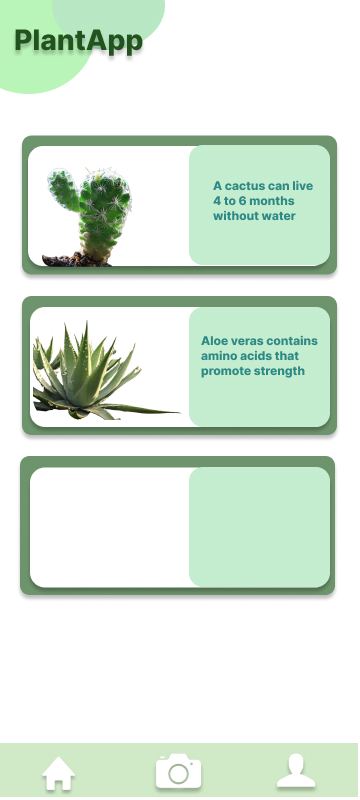 PlantApp
A cactus can live
4 to 6 months
without water
Aloe veras contains
amino acids that
promote strength